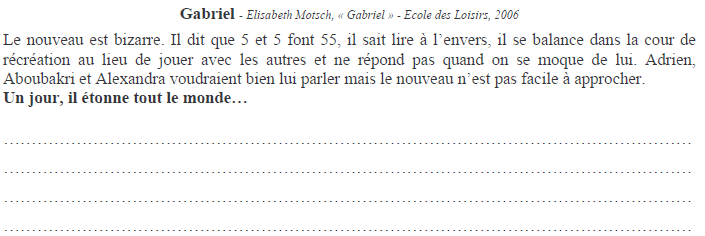 Gabriel - Elisabeth Motsch, « Gabriel » - Ecole des Loisirs, 2006
Le nouveau est bizarre. Il dit que 5 et 5 font 55, il sait lire à l’envers, il se balance dans la cour de
récréation au lieu de jouer avec les autres et ne répond pas quand on se moque de lui. Adrien,
Aboubakri et Alexandra voudraient bien lui parler mais le nouveau n’est pas facile à approcher.
Un jour, il étonne tout le monde…
……………………………………………………………………………………………………………
……………………………………………………………………………………………………………
……………………………………………………………………………………………………………
……………………………………………………………………………………………………………